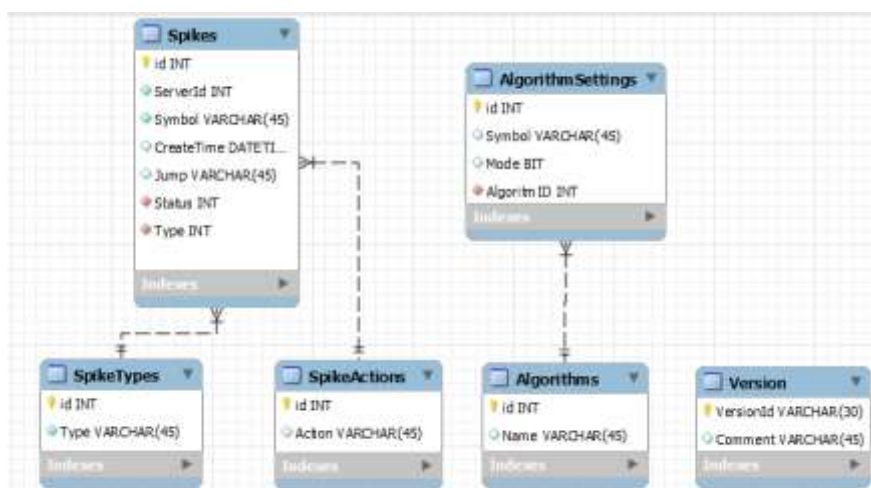 Spikes
id INT
ServerId INT
Symbol VARCHAR(45)
CreateTime DATETI...
Jump VARCHAR(45)
Status INT
Type INT
Indexes
AlgorithmSettings
id INT
Symbol VARCHAR(45)
Mode BIT
AlgoritmID INT
Indexes
SpikeTypes
id INT
Type VARCHAR(45)
Indexes
SpikeActions
id INT
Action VARCHAR(45)
Indexes
Algorithms
id INT
Name VARCHAR(45)
Indexes
Version
VersionId VARCHAR(30)
Comment VARCHAR(45)
Indexes